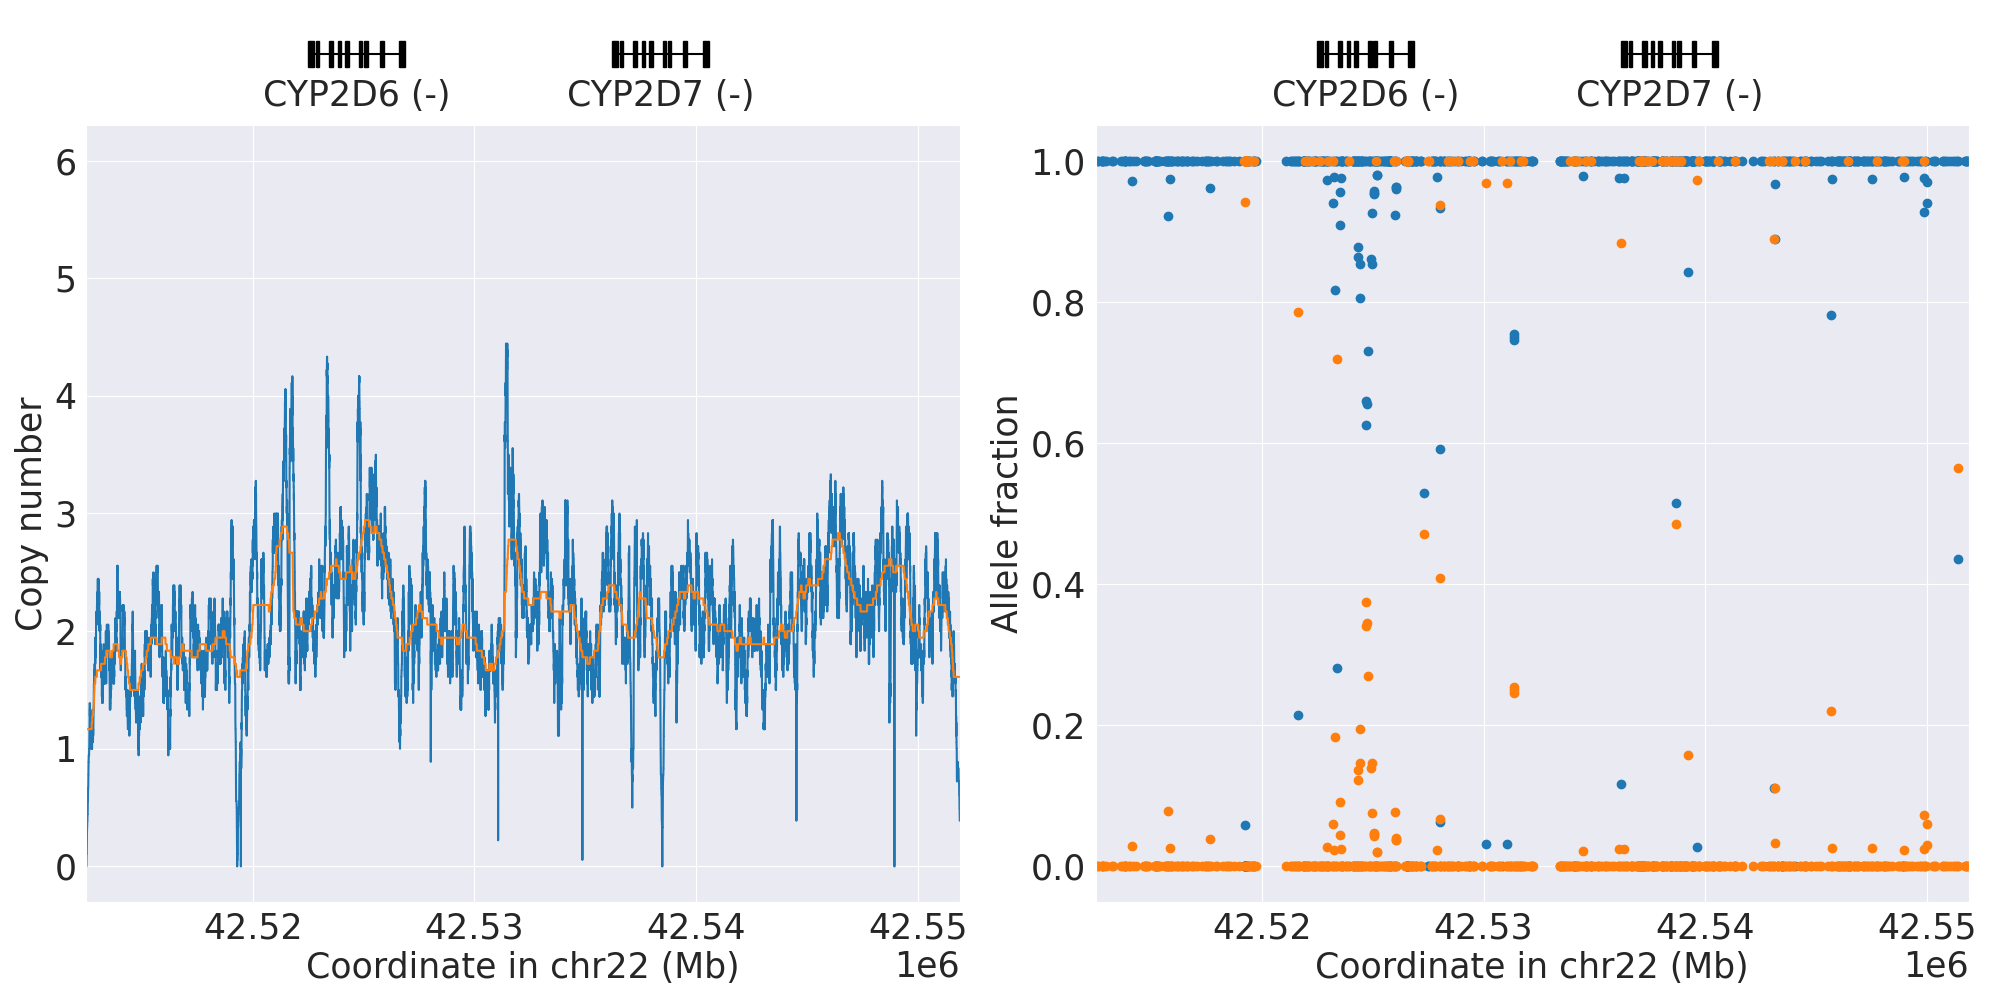 CYP2D6 (-) CYP2D7 (-)
6
5
4
3
2
1
0
Copy number
42.52 42.53 42.54 42.55
Coordinate in chr22 (Mb) 1e6
CYP2D6 (-) CYP2D7 (-)
1.0
0.8
0.6
0.4
0.2
0.0
Allele fraction
42.52 42.53 42.54 42.55
Coordinate in chr22 (Mb) 1e6